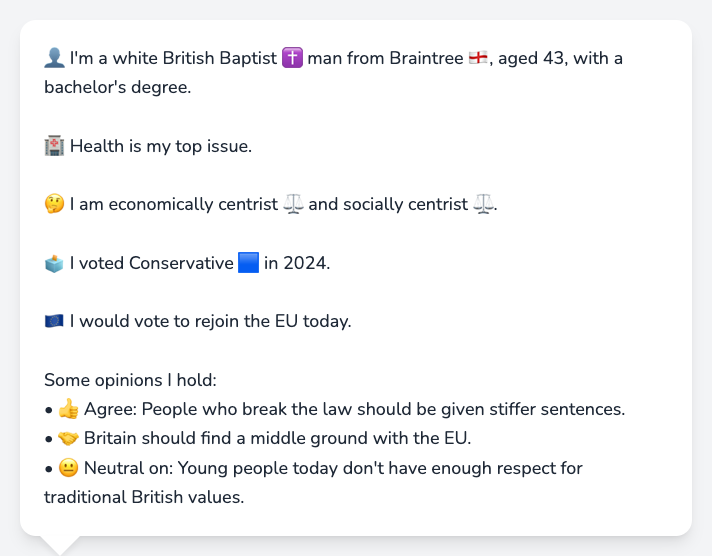 👤 I'm a white British Baptist ✝️ man from Braintree 🏴󠁧󠁢󠁥󠁮󠁧󠁿, aged 43, with a
bachelor's degree.
🏥 Health is my top issue.
🤔 I am economically centrist ⚖️ and socially centrist ⚖️.
🗳️ I voted Conservative 🟦 in 2024.
🇪🇺 I would vote to rejoin the EU today.
Some opinions I hold:
• 👍 Agree: People who break the law should be given stiffer sentences.
• 🤝 Britain should find a middle ground with the EU.
• 😐 Neutral on: Young people today don't have enough respect for
traditional British values.